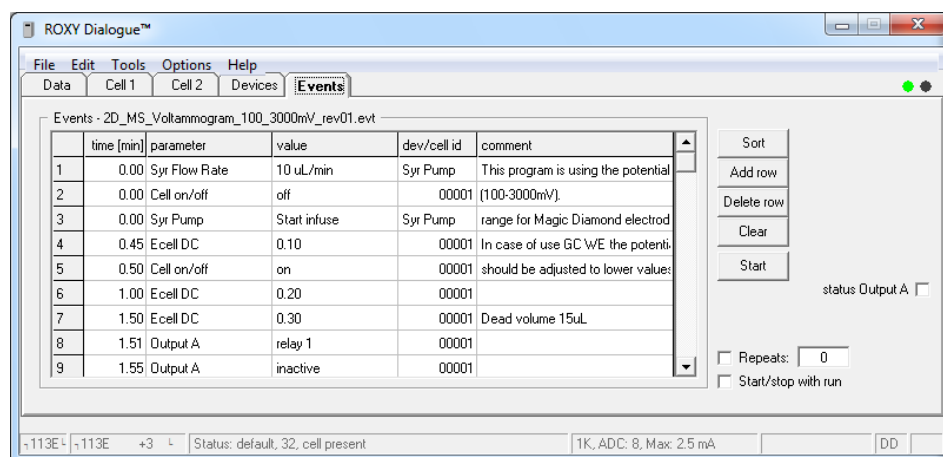 ROXY Dialogue™
File Edit Tools Options Help
Data Cell 1 Cell 2 Devices Events
Events - 2D_MS_Voltammogram_100_3000mV_rev01.evt
time [min] parameter value dev/cell id comment
1 0.00 Syr Flow Rate 10 uL/min Syr Pump This program is using the potential
2 0.00 Cell on/off off 00001 (100-3000mV).
3 0.00 Syr Pump Start infuse Syr Pump range for Magic Diamond electrod
4 0.45 Ecell DC 0.10 00001 In case of use GC WE the potenti
5 0.50 Cell on/off on 00001 should be adjusted to lower values
6 1.00 Ecell DC 0.20 00001
7 1.50 Ecell DC 0.30 00001 Dead volume 15uL
8 1.51 Output A relay 1 00001
9 1.55 Output A inactive 00001
Sort
Add row
Delete row
Clear
Start
status Output A
Repeats: 0
Start/stop with run
113E 113E +3 Status: default, 32, cell present 1K, ADC: 8, Max: 2.5 mA DD